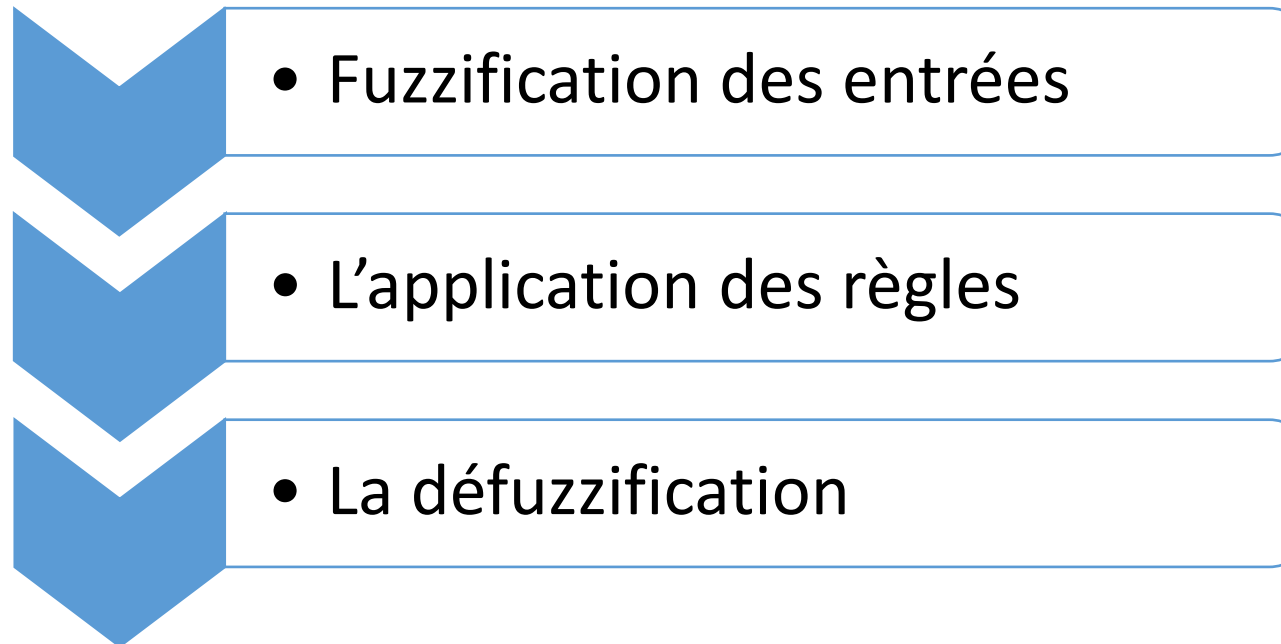 • Fuzzification des entrées
• L’application des règles
• La défuzzification